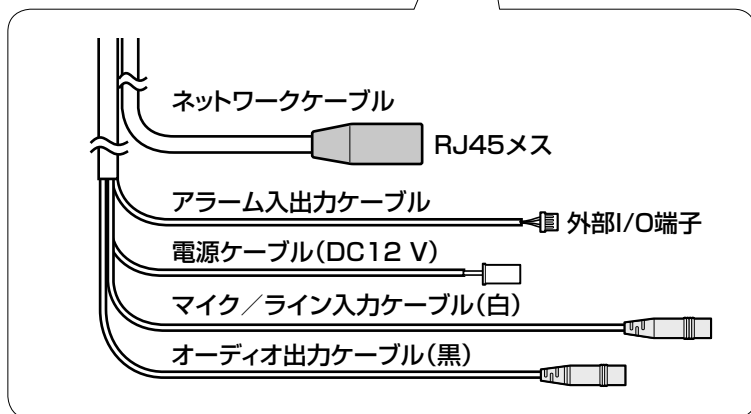 ネットワークケーブル
RJ45メス
アラーム入出力ケーブル
外部I/O端子
電源ケーブル(DC12 V)
マイク/ライン入力ケーブル(白)
オーディオ出力ケーブル(黒)